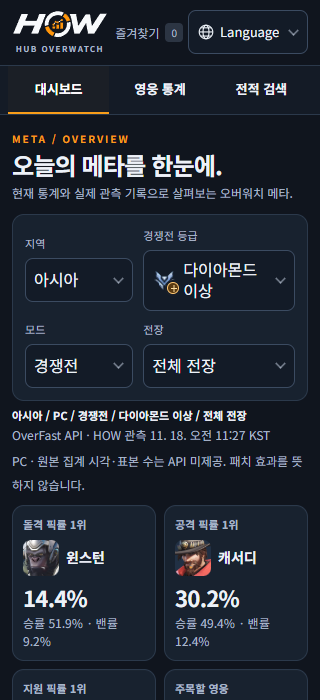 HOW
HUB OVERWATCH
즐겨찾기 0
Language
대시보드 영웅 통계 전적 검색
META / OVERVIEW
오늘의 메타를 한눈에.
현재 통계와 실제 관측 기록으로 살펴보는 오버워치 메타.
지역 경쟁전 등급
아시아 다이아몬드
이상
모드 전장
경쟁전 전체 전장
아시아 / PC / 경쟁전 / 다이아몬드 이상 / 전체 전장
OverFast API · HOW 관측 11. 18. 오전 11:27 KST
PC · 원본 집계 시각·표본 수는 API 미제공. 패치 효과를 뜻
하지 않습니다.
돌격 픽률 1위 공격 픽률 1위
윈스턴 캐서디
14.4% 30.2%
승률 51.9% · 밴률 승률 49.4% · 밴률
9.2% 12.4%
지원 픽률 1위 주목할 영웅